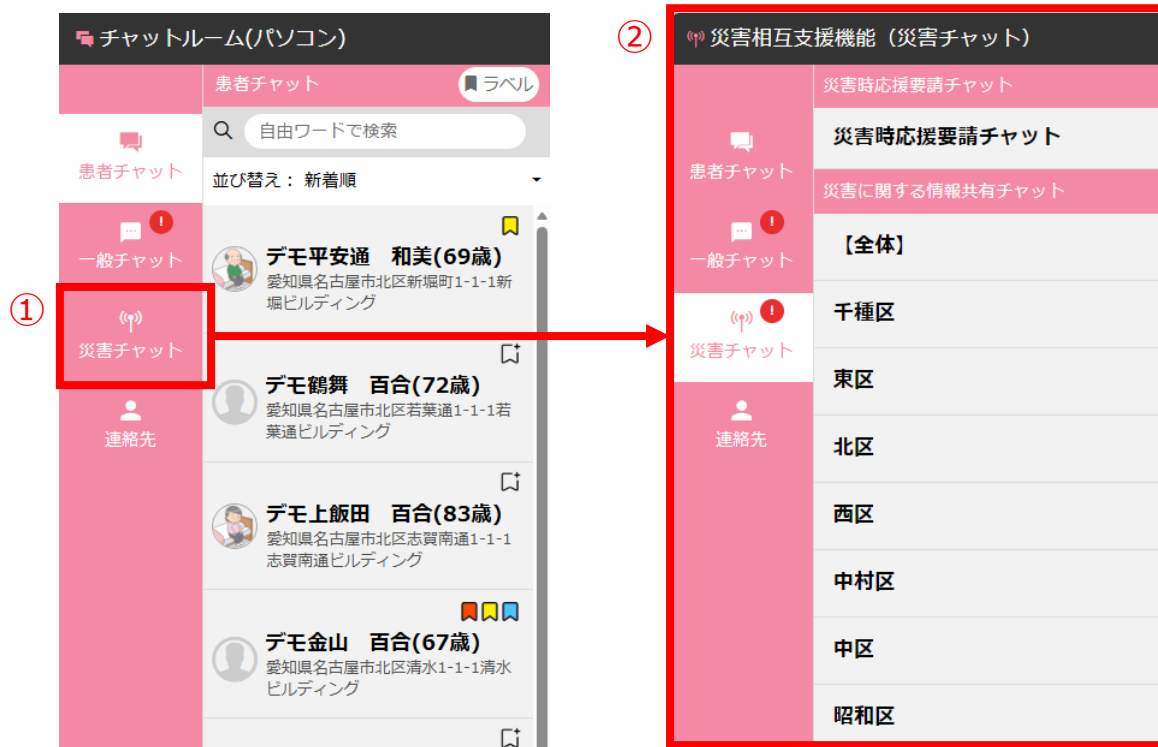 ①
チャットルーム(パソコン)
患者チャット
一般チャット
災害チャット
連絡先
患者チャット
ラベル
自由ワードで検索
並び替え： 新着順
デモ平安通　和美(69歳)
愛知県名古屋市北区新堀町1-1-1新
堀ビルディング
デモ鶴舞　百合(72歳)
愛知県名古屋市北区若葉通1-1-1若
葉通ビルディング
デモ上飯田　百合(83歳)
愛知県名古屋市北区志賀南通1-1-1
志賀南通ビルディング
デモ金山　百合(67歳)
愛知県名古屋市北区清水1-1-1清水
ビルディング
②
災害相互支援機能（災害チャット）
患者チャット
一般チャット
災害チャット
連絡先
災害時応援要請チャット
災害時応援要請チャット
災害に関する情報共有チャット
【全体】
千種区
東区
北区
西区
中村区
中区
昭和区